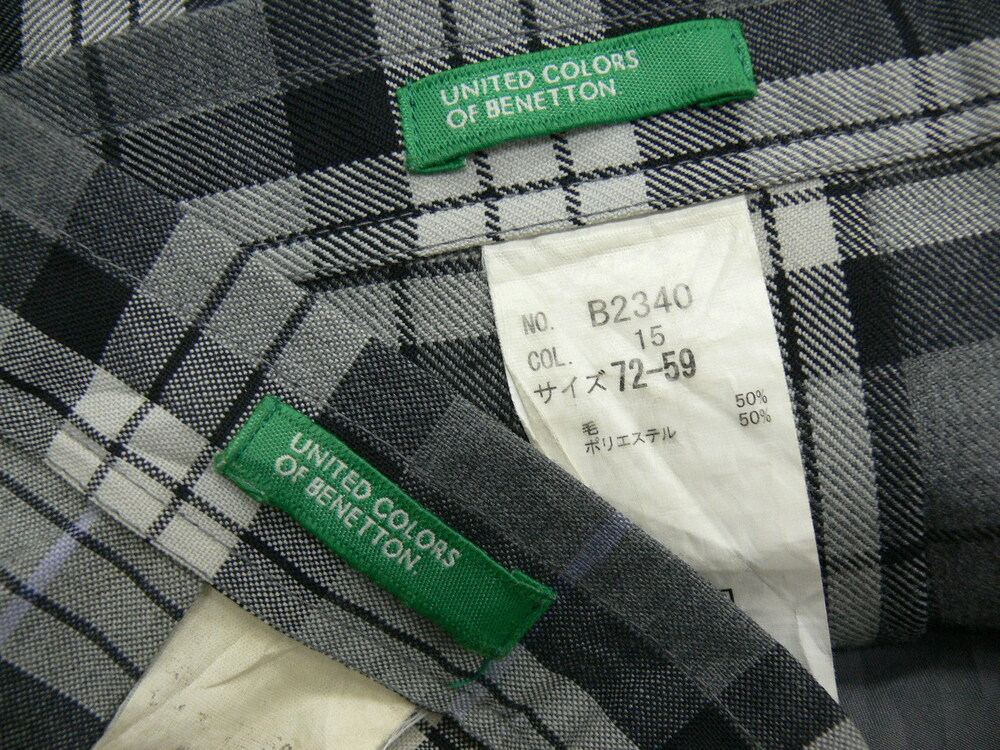 UNITED COLORS
OF BENETTON
NO. B2340
COL. 15
サイズ 72-59
毛 50%
ポリエステル 50%
UNITED COLORS
OF BENETTON.